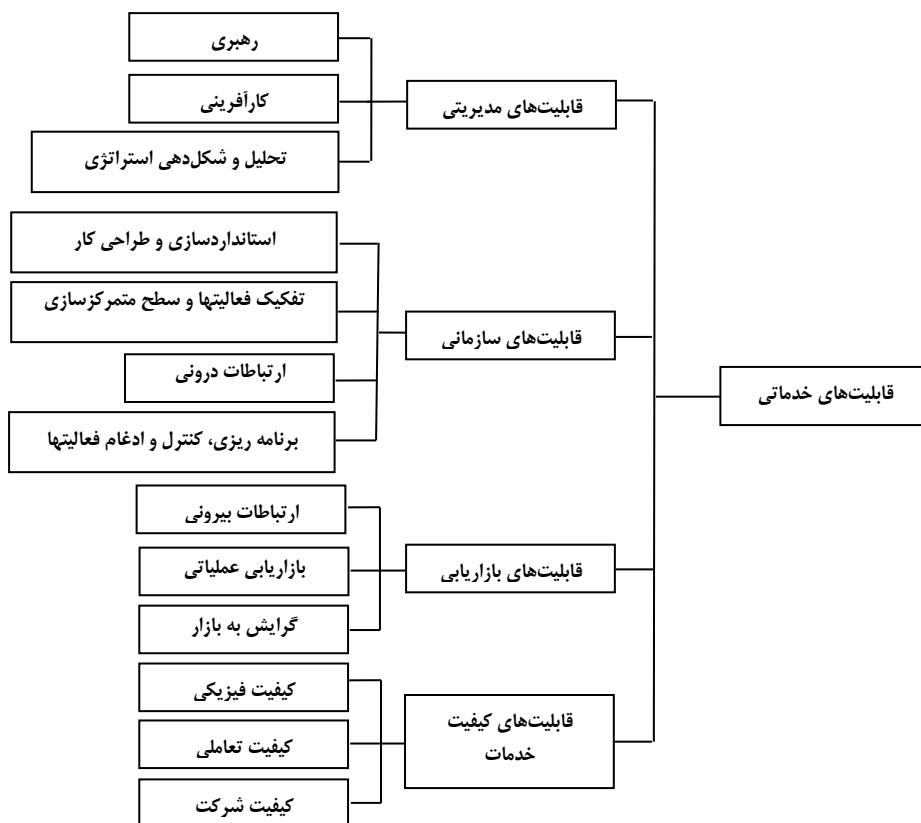 قابلیت‌های خدماتی
قابلیت‌های مدیریتی
رهبری
کارآفرینی
تحلیل و شکل‌دهی استراتژی
قابلیت‌های سازمانی
استانداردسازی و طراحی کار
تفکیک فعالیتها و سطح متمرکزسازی
ارتباطات درونی
برنامه ریزی، کنترل و ادغام فعالیتها
قابلیت‌های بازاریابی
ارتباطات بیرونی
بازاریابی عملیاتی
گرایش به بازار
قابلیت‌های کیفیت
خدمات
کیفیت فیزیکی
کیفیت تعاملی
کیفیت شرکت